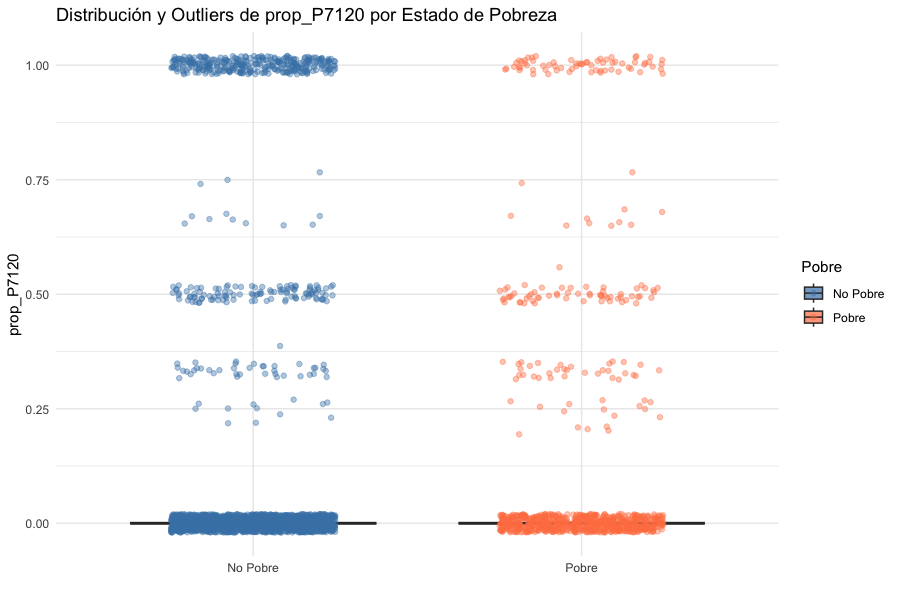 Distribución y Outliers de prop_P7120 por Estado de Pobreza
prop_P7120
1.00
0.75
0.50
0.25
0.00
No Pobre
Pobre
Pobre
No Pobre
Pobre